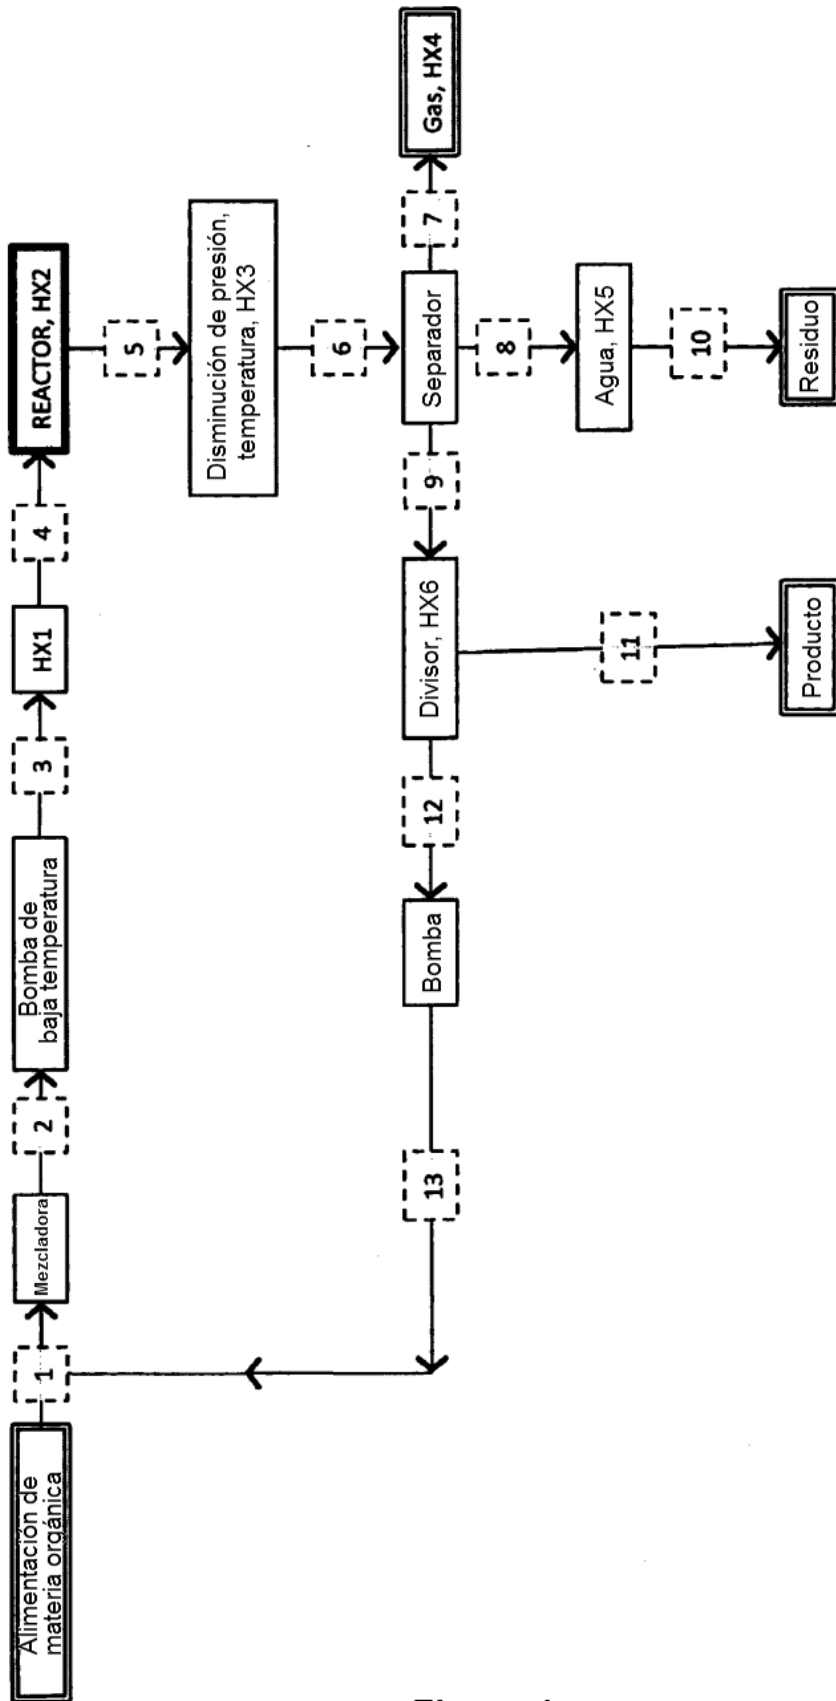 Alimentación de
materia orgánica
1
Mezcladora
2
Bomba de
baja temperatura
3
HX1
4
REACTOR, HX2
5
Disminución de presión,
temperatura, HX3
6
Separador
7
Gas, HX4
8
Agua, HX5
10
Residuo
9
Divisor, HX6
11
Producto
12
Bomba
13